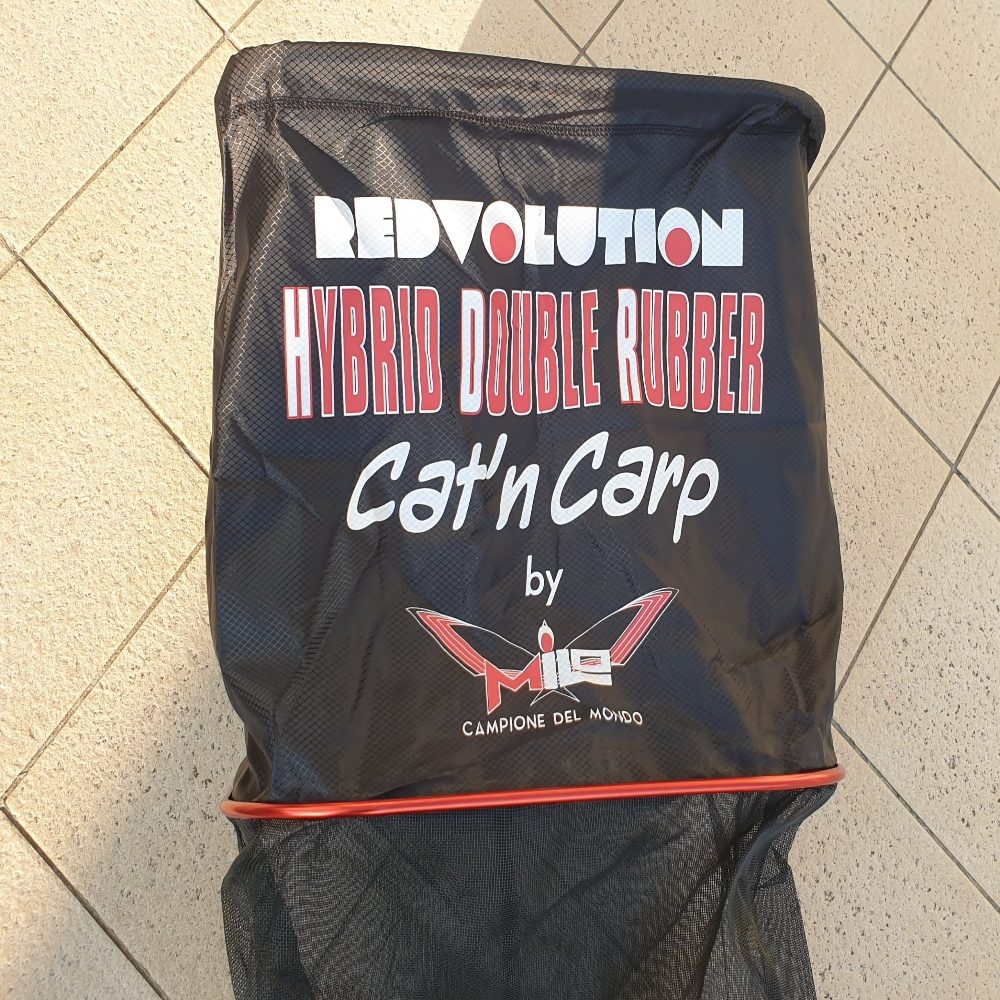 REDVOLUTION
HYBRID DOUBLE RUBBER
Cat'n Carp
by
MILO
CAMPIONE DEL MONDO